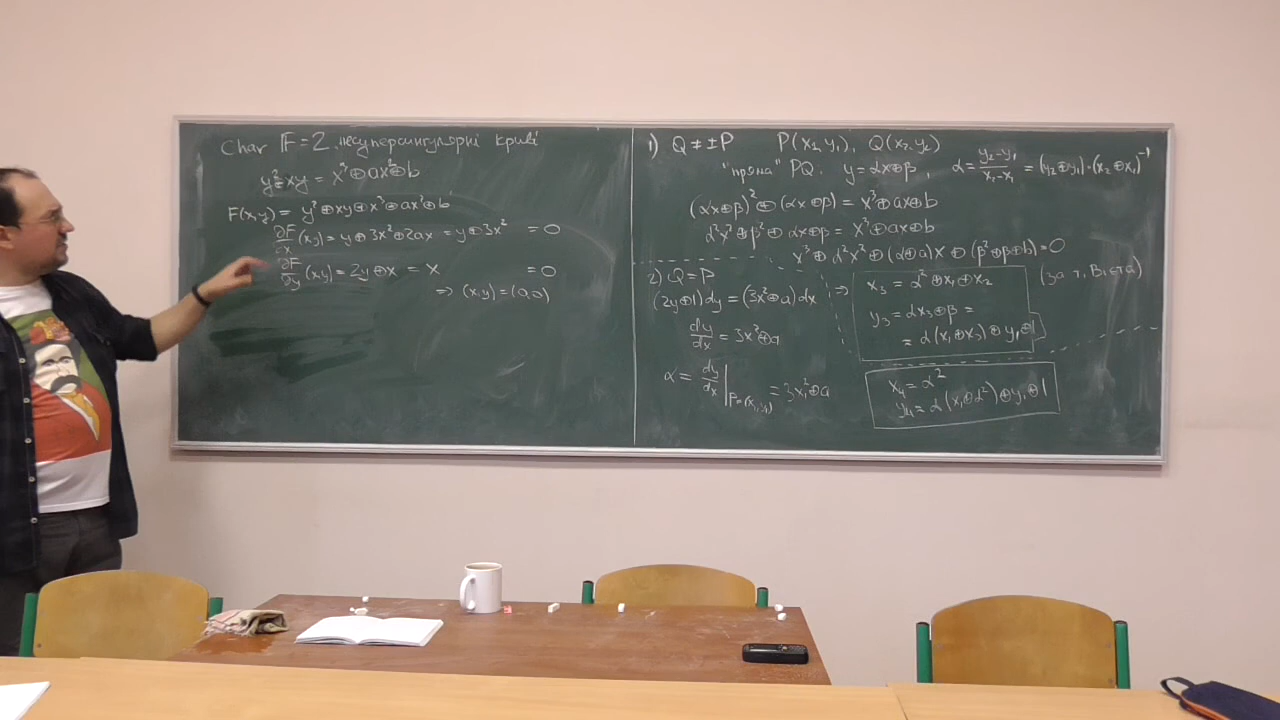 Char 𝔽 = 2. несуперсингулярні криві
y² ⊕ xy = x³ ⊕ ax² ⊕ b
F(x,y) = y² ⊕ xy ⊕ x³ ⊕ ax² ⊕ b
∂F/∂x (x,y) = y ⊕ 3x² ⊕ 2ax = y ⊕ 3x² = 0
∂F/∂y (x,y) = 2y ⊕ x = x = 0
⇒ (x,y) = (0,0)
1) Q ≠ ±P P(x₁,y₁), Q(x₂,y₂)
"пряма" PQ. y = αx ⊕ β, α = (y₂-y₁)/(x₂-x₁) = (y₂ ⊕ y₁)·(x₂ ⊕ x₁)⁻¹
(αx ⊕ β)² ⊕ (αx ⊕ β) = x³ ⊕ ax ⊕ b
α²x² ⊕ β² ⊕ αx ⊕ β = x³ ⊕ ax ⊕ b
x³ ⊕ α²x² ⊕ (α ⊕ a)x ⊕ (β² ⊕ β ⊕ b) = 0
(за т. Вієта)
⇒ x₃ = α² ⊕ x₁ ⊕ x₂
y₃ = αx₃ ⊕ β =
= α(x₁ ⊕ x₃) ⊕ y₁ ⊕ 1
2) Q = P
(2y ⊕ 1)dy = (3x² ⊕ a)dx
dy/dx = 3x² ⊕ a
α = dy/dx |P=(x₁,y₁) = 3x₁² ⊕ a
x₄ = α²
y₄ = α(x₁ ⊕ α²) ⊕ y₁ ⊕ 1